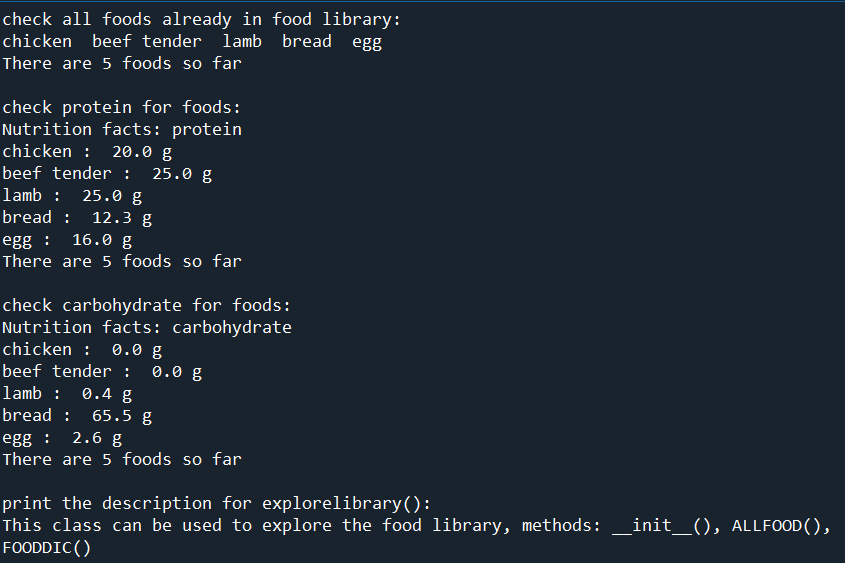 check all foods already in food library:
chicken  beef tender  lamb  bread  egg
There are 5 foods so far
check protein for foods:
Nutrition facts: protein
chicken :  20.0 g
beef tender :  25.0 g
lamb :  25.0 g
bread :  12.3 g
egg :  16.0 g
There are 5 foods so far
check carbohydrate for foods:
Nutrition facts: carbohydrate
chicken :  0.0 g
beef tender :  0.0 g
lamb :  0.4 g
bread :  65.5 g
egg :  2.6 g
There are 5 foods so far
print the description for explorelibrary():
This class can be used to explore the food library, methods: __init__(), ALLFOOD(),
FOODDIC()